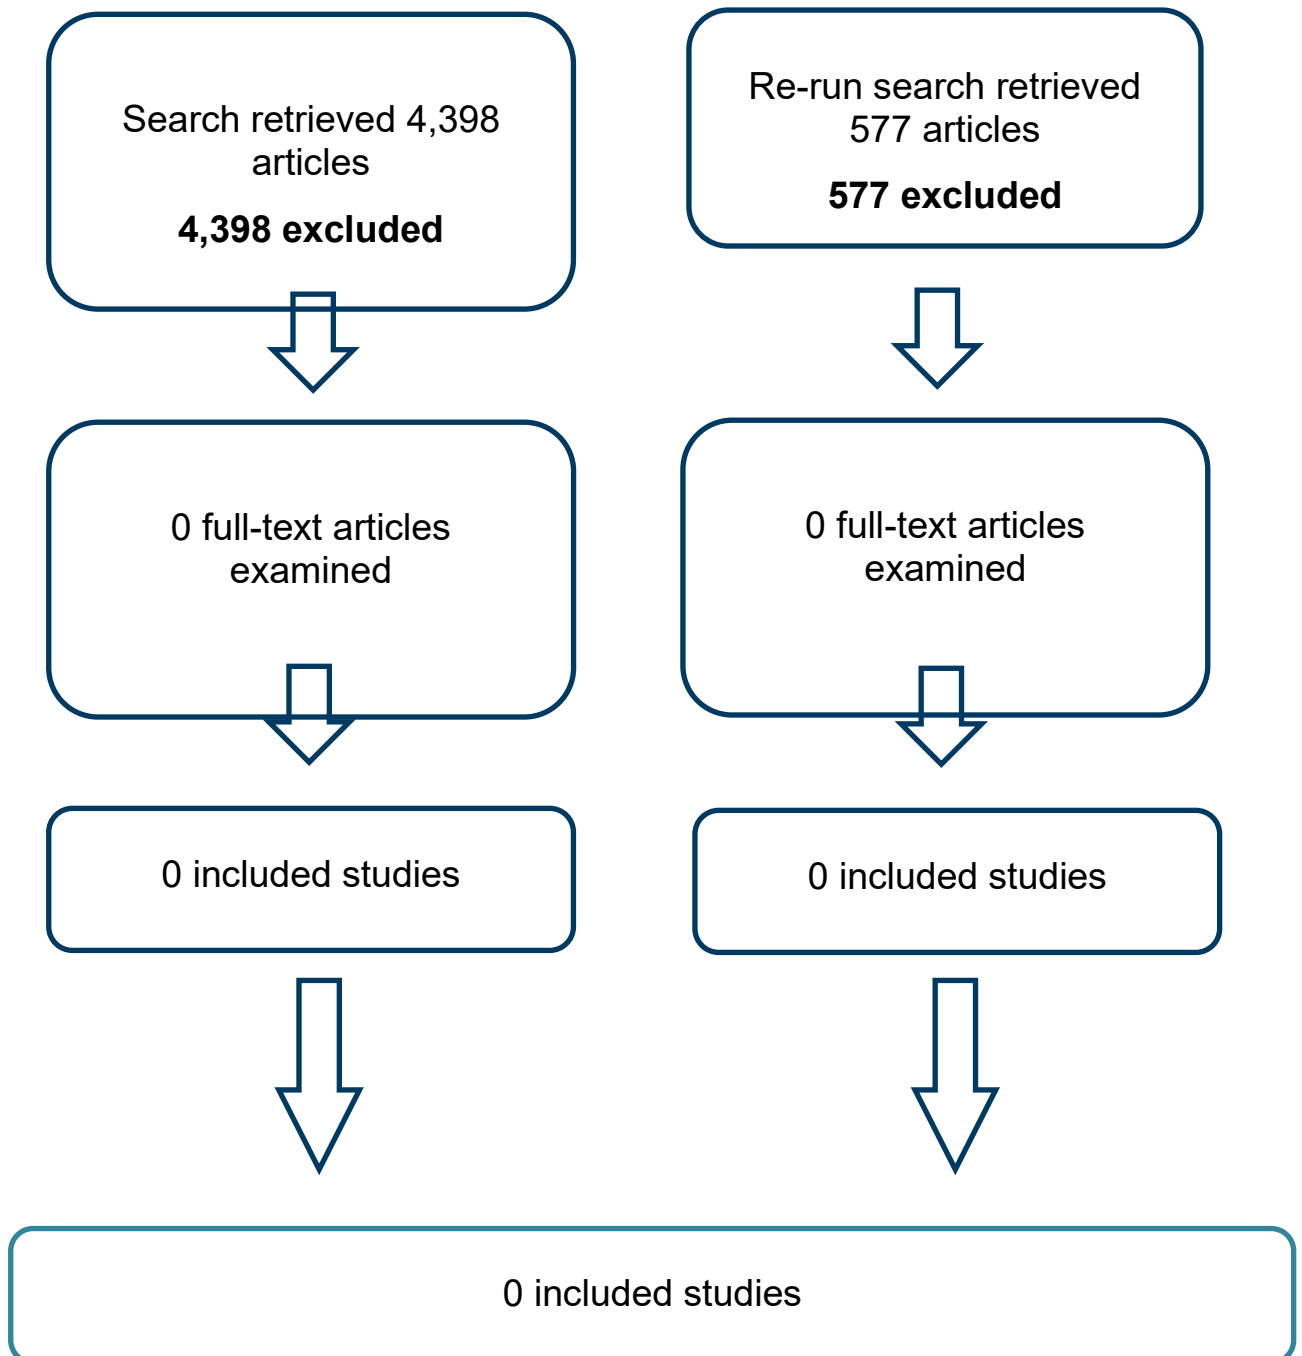 Search retrieved 4,398
articles
4,398 excluded
Re-run search retrieved
577 articles
577 excluded
0 full-text articles
examined
0 full-text articles
examined
0 included studies
0 included studies
0 included studies